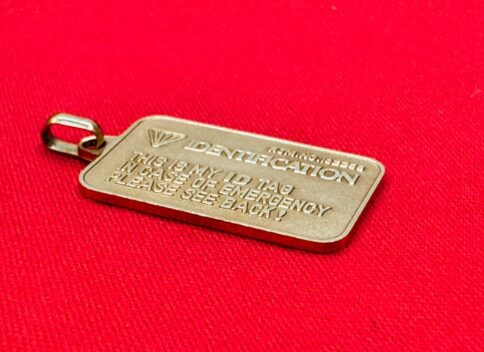 IDENTIFICATION
THIS IS MY ID TAG
IN CASE OF EMERGENCY
PLEASE SEE BACK!